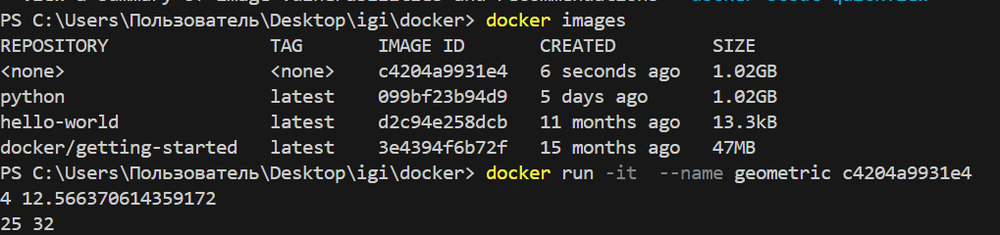 PS C:\Users\Пользователь\Desktop\igi\docker> docker images
REPOSITORY TAG IMAGE ID CREATED SIZE
<none> <none> c4204a9931e4 6 seconds ago 1.02GB
python latest 099bf23b94d9 5 days ago 1.02GB
hello-world latest d2c94e258dcb 11 months ago 13.3kB
docker/getting-started latest 3e4394f6b72f 15 months ago 47MB
PS C:\Users\Пользователь\Desktop\igi\docker> docker run -it --name geometric c4204a9931e4
4 12.566370614359172
25 32